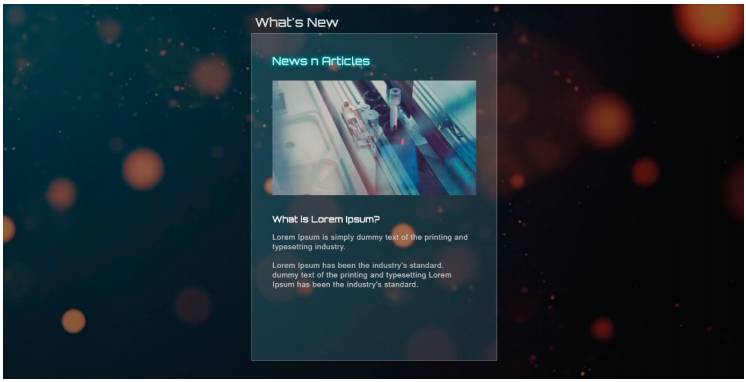 What's New
News n Articles
What is Lorem Ipsum?
Lorem Ipsum is simply dummy text of the printing and
typesetting industry.
Lorem Ipsum has been the industry's standard.
dummy text of the printing and typesetting Lorem
Ipsum has been the industry's standard.